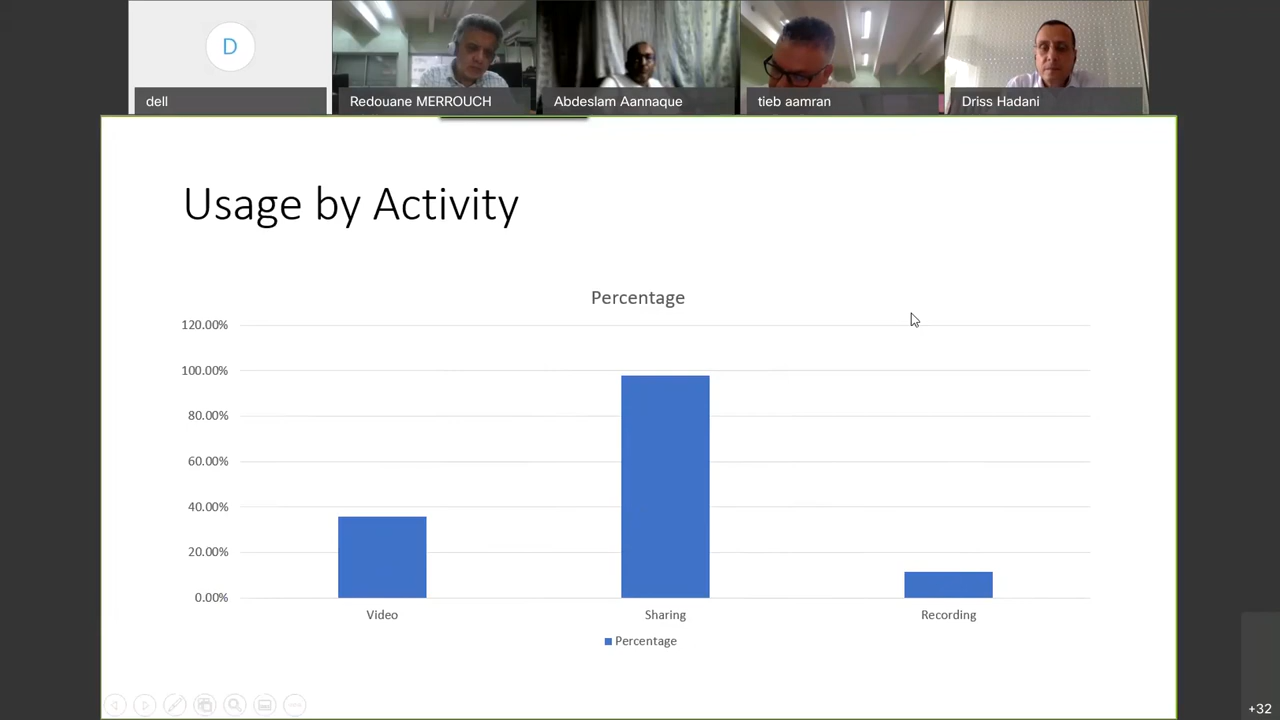 D
dell
Redouane MERROUCH
Abdeslam Aannaque
tieb aamran
Driss Hadani
Usage by Activity
Percentage
120.00%
100.00%
80.00%
60.00%
40.00%
20.00%
0.00%
Video
Sharing
Recording
Percentage
+32